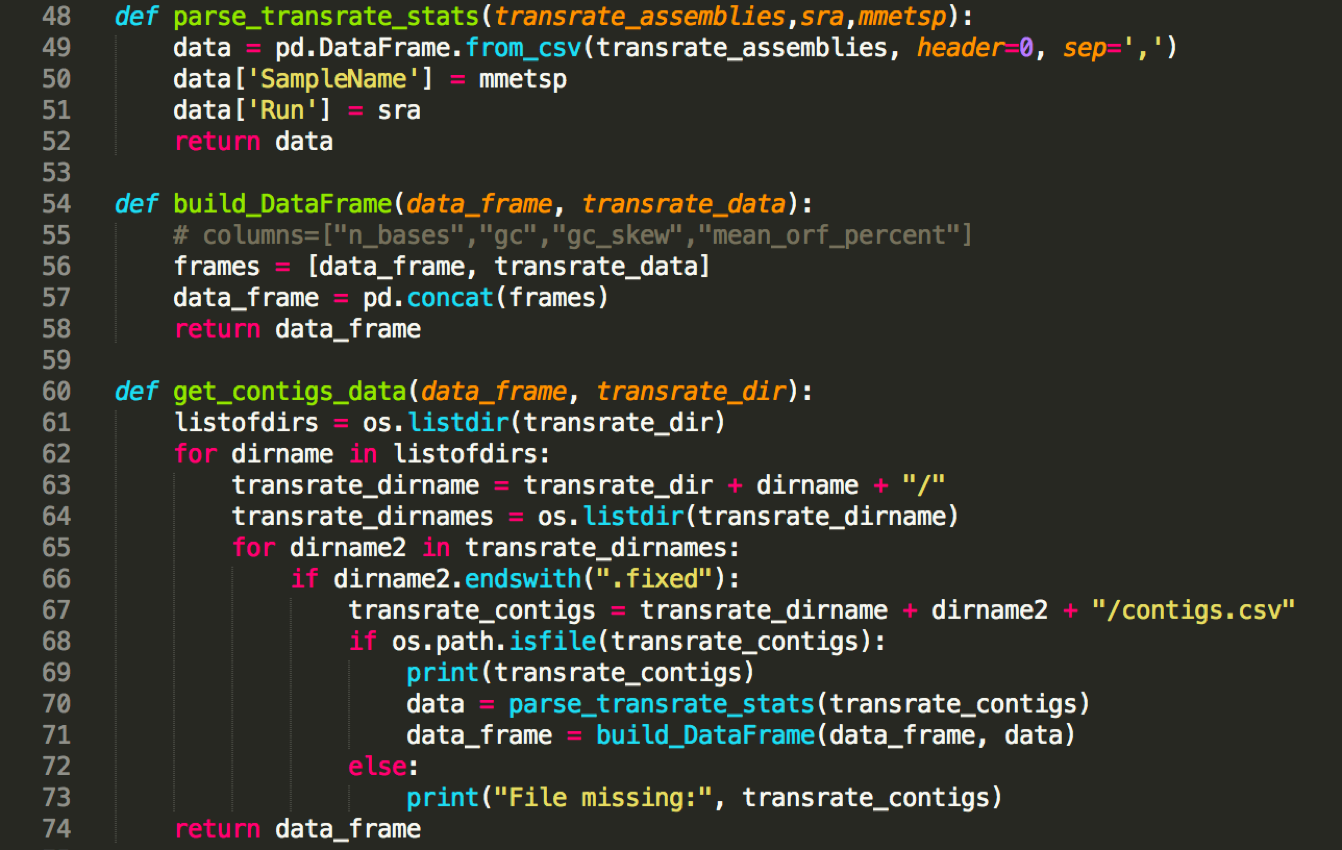 48 def parse_transrate_stats(transrate_assemblies,sra,mmetsp):
49     data = pd.DataFrame.from_csv(transrate_assemblies, header=0, sep=',')
50     data['SampleName'] = mmetsp
51     data['Run'] = sra
52     return data
53
54 def build_DataFrame(data_frame, transrate_data):
55     # columns=["n_bases","gc","gc_skew","mean_orf_percent"]
56     frames = [data_frame, transrate_data]
57     data_frame = pd.concat(frames)
58     return data_frame
59
60 def get_contigs_data(data_frame, transrate_dir):
61     listofdirs = os.listdir(transrate_dir)
62     for dirname in listofdirs:
63         transrate_dirname = transrate_dir + dirname + "/"
64         transrate_dirnames = os.listdir(transrate_dirname)
65         for dirname2 in transrate_dirnames:
66             if dirname2.endswith(".fixed"):
67                 transrate_contigs = transrate_dirname + dirname2 + "/contigs.csv"
68                 if os.path.isfile(transrate_contigs):
69                     print(transrate_contigs)
70                     data = parse_transrate_stats(transrate_contigs)
71                     data_frame = build_DataFrame(data_frame, data)
72                 else:
73                     print("File missing:", transrate_contigs)
74     return data_frame